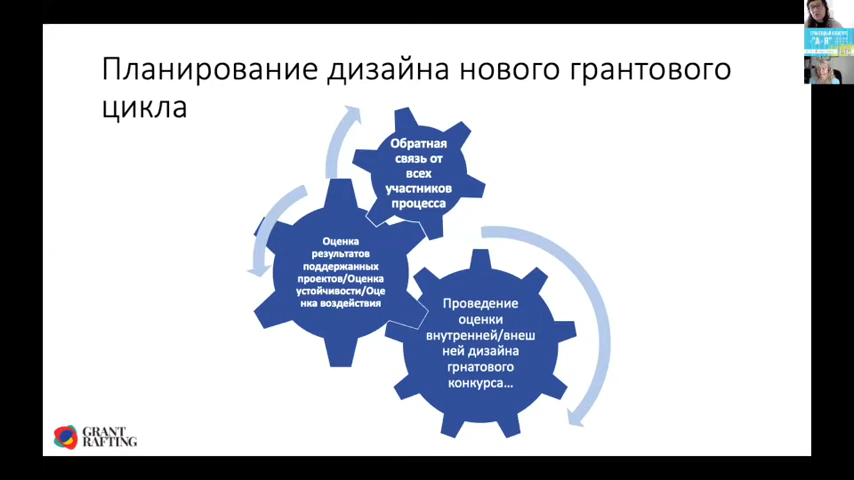 Планирование дизайна нового грантового
цикла
Обратная
связь от
всех
участников
процесса
Оценка
результатов
поддержанных
проектов/Оценка
устойчивости/Оце
нка воздействия
Проведение
оценки
внутренней/внеш
ней дизайна
грнатового
конкурса...
GRANT
RAFTING
"А - Я"